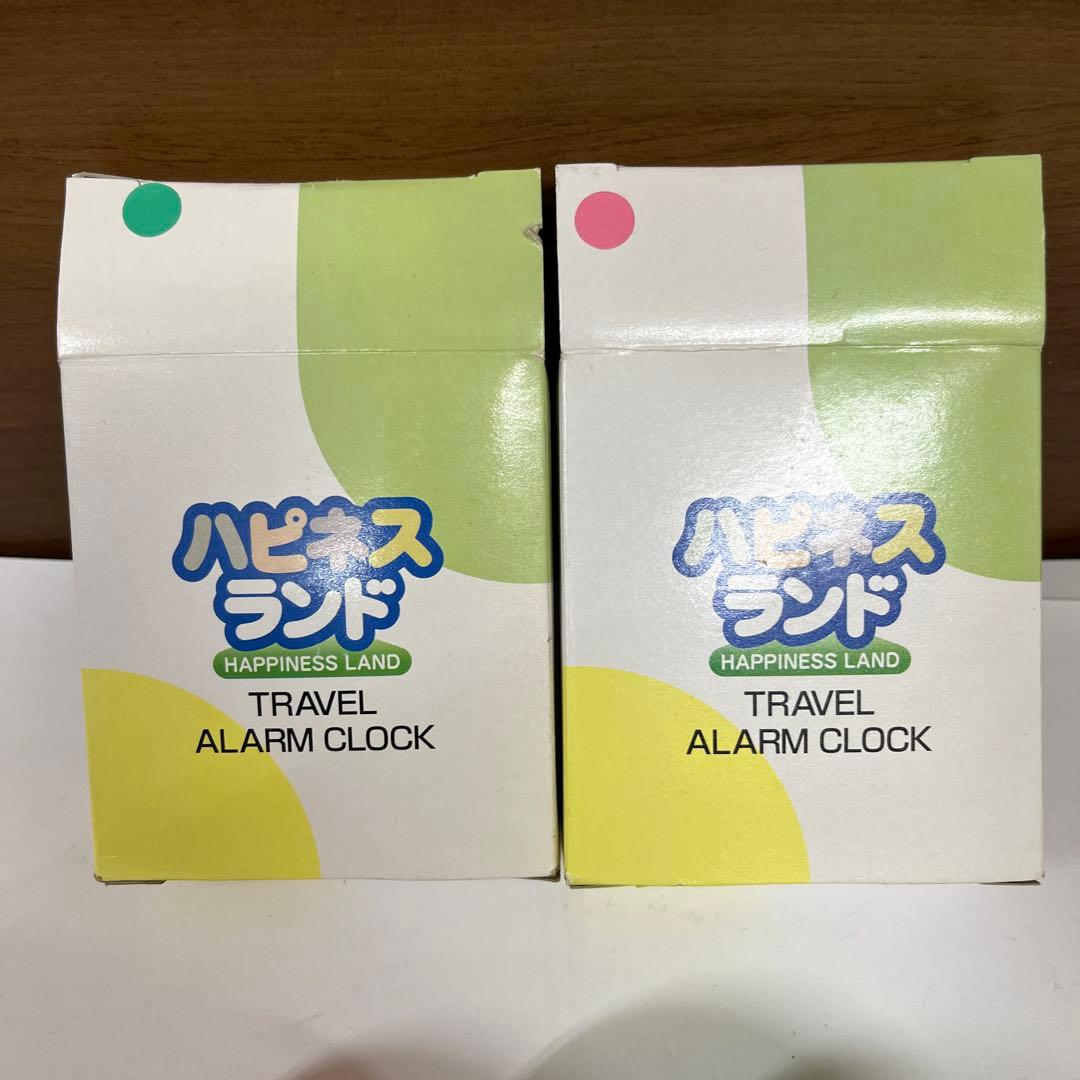 ハピネス
ランド
HAPPINESS LAND
TRAVEL
ALARM CLOCK
ハピネス
ランド
HAPPINESS LAND
TRAVEL
ALARM CLOCK